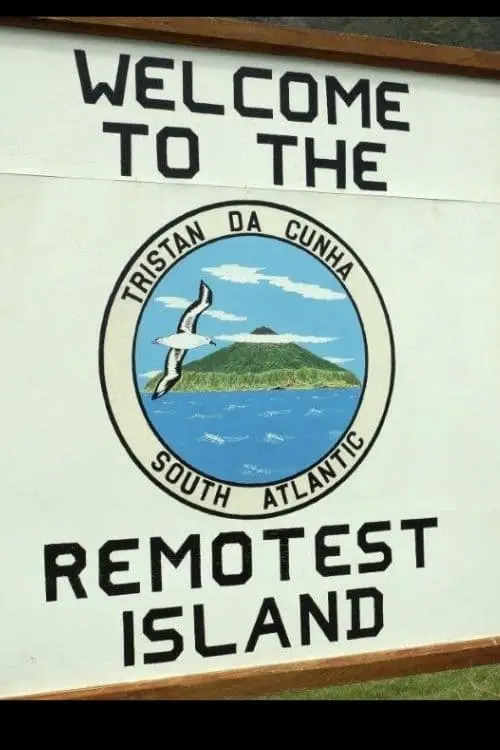 WELCOME
TO THE
TRISTAN DA CUNHA
SOUTH ATLANTIC
REMOTEST
ISLAND